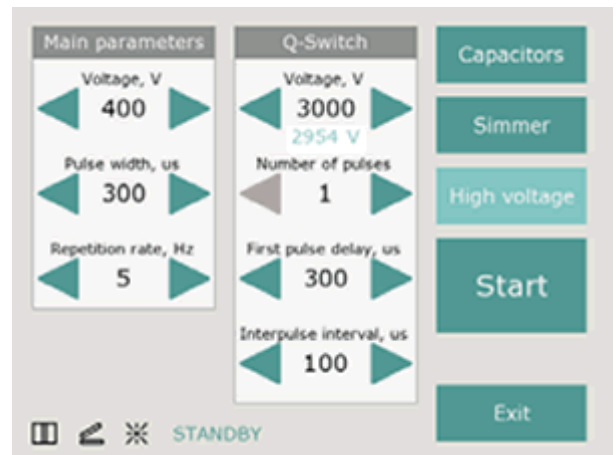 Main parameters
Voltage, V
400
Pulse width, us
300
Repetition rate, Hz
5
Q-Switch
Voltage, V
3000
2954 V
Number of pulses
1
First pulse delay, us
300
Interpulse interval, us
100
Capacitors
Simmer
High voltage
Start
Exit
STANDBY